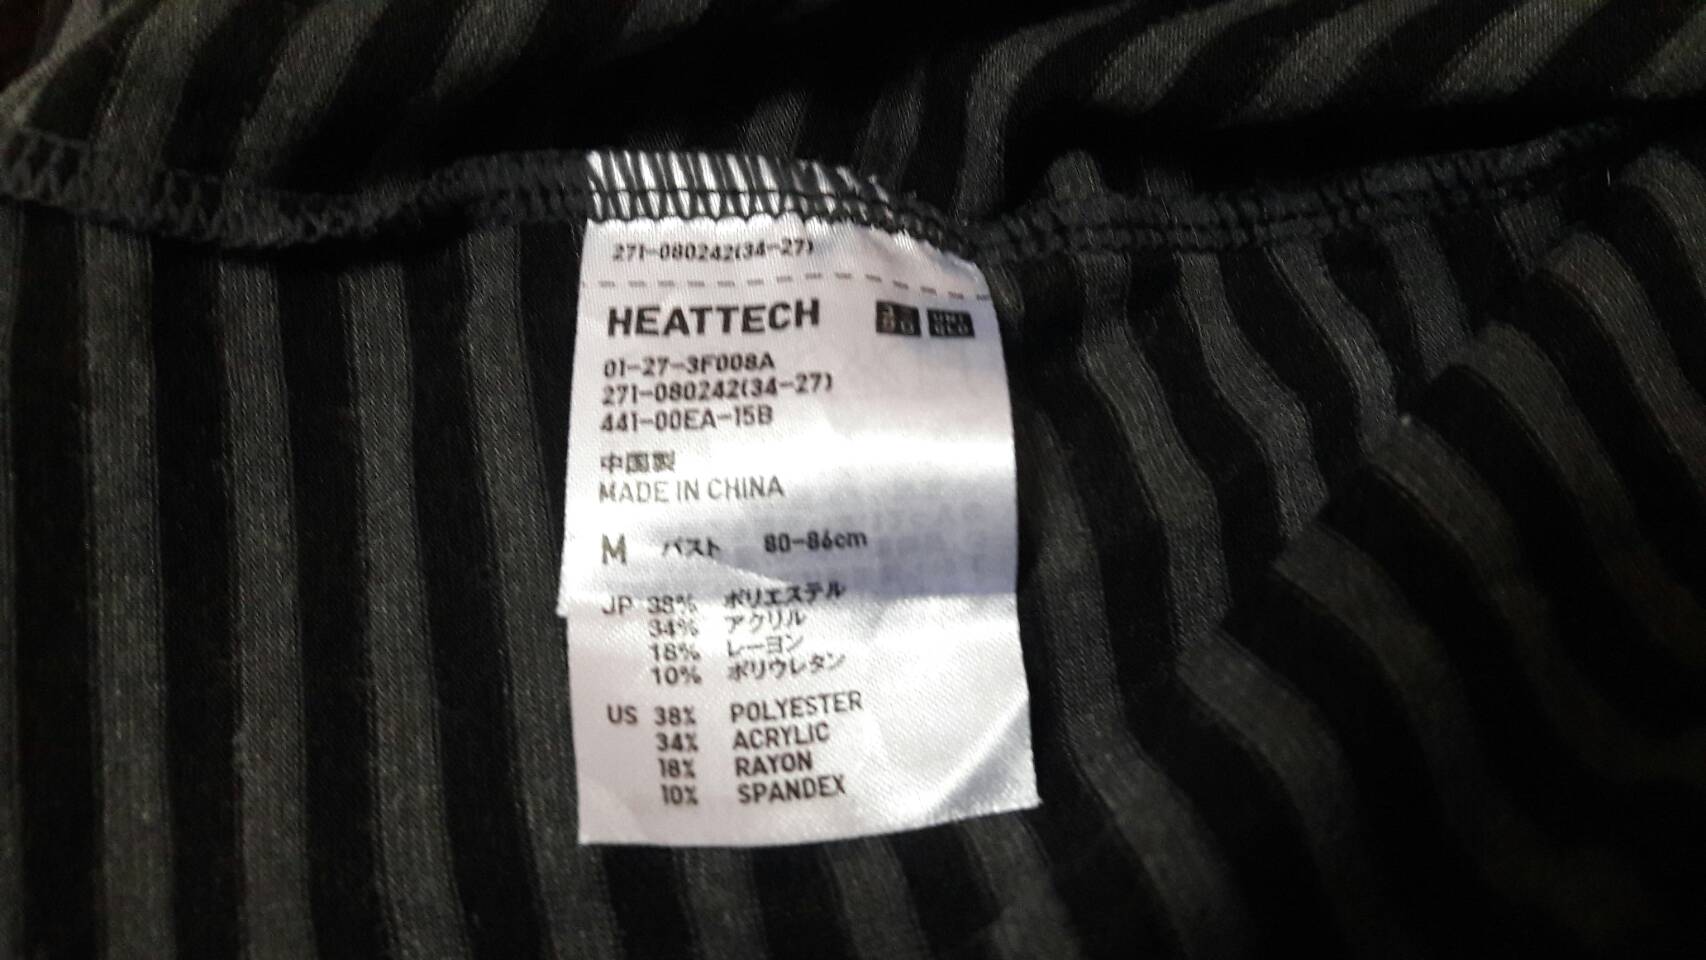 271-080242(34-27)
HEATTECH
UNI QLO
01-27-3F008A
271-080242(34-27)
441-00EA-15B
中国製
MADE IN CHINA
M バスト 80-86cm
JP 38% ポリエステル
34% アクリル
18% レーヨン
10% ポリウレタン
US 38% POLYESTER
34% ACRYLIC
18% RAYON
10% SPANDEX